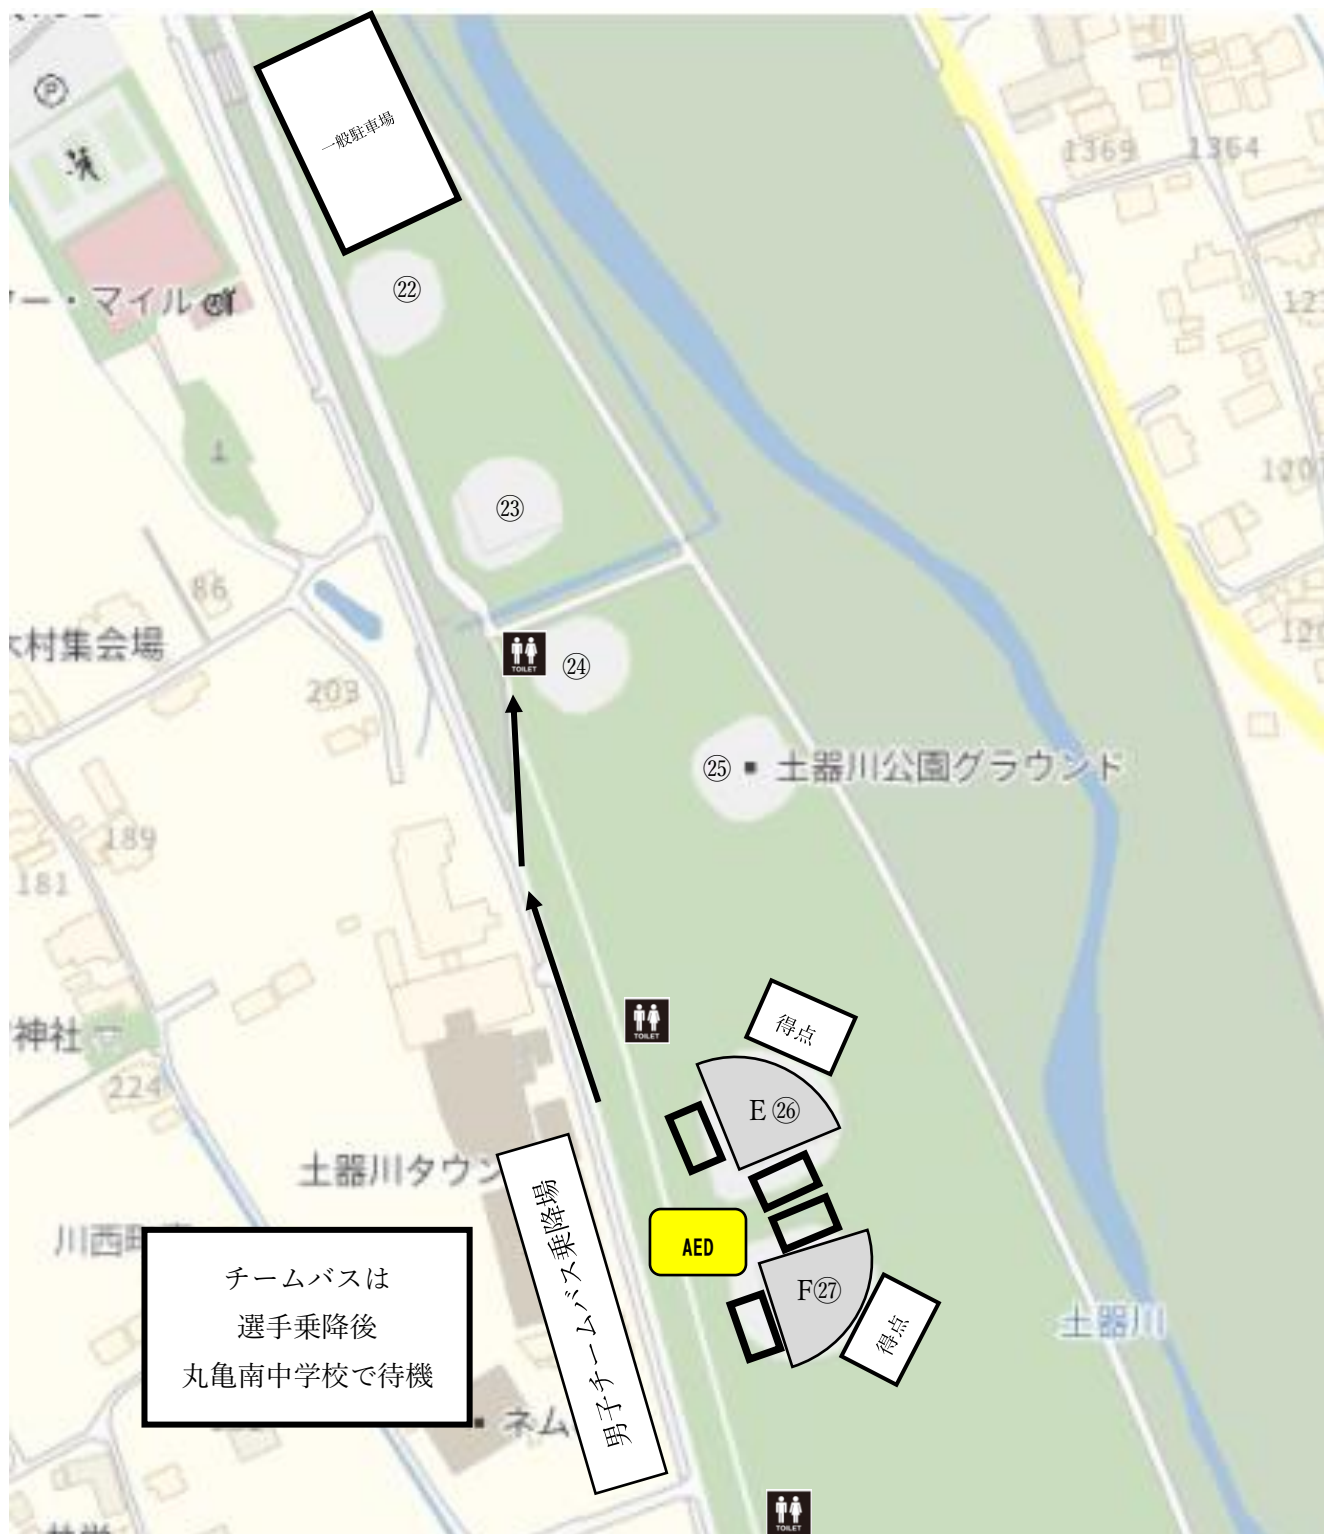 一般駐車場
1369
1364
㉒
ー・マイル
㉓
86
木村集会場
㉔
203
㉕
土器川公園グラウンド
TOILET
189
181
TOILET
得点
神社
224
E㉖
土器川タウン
男子チームバス乗降場
川西町
AED
チームバスは
選手乗降後
丸亀南中学校で待機
F㉗
得点
土器川
ネム
TOILET